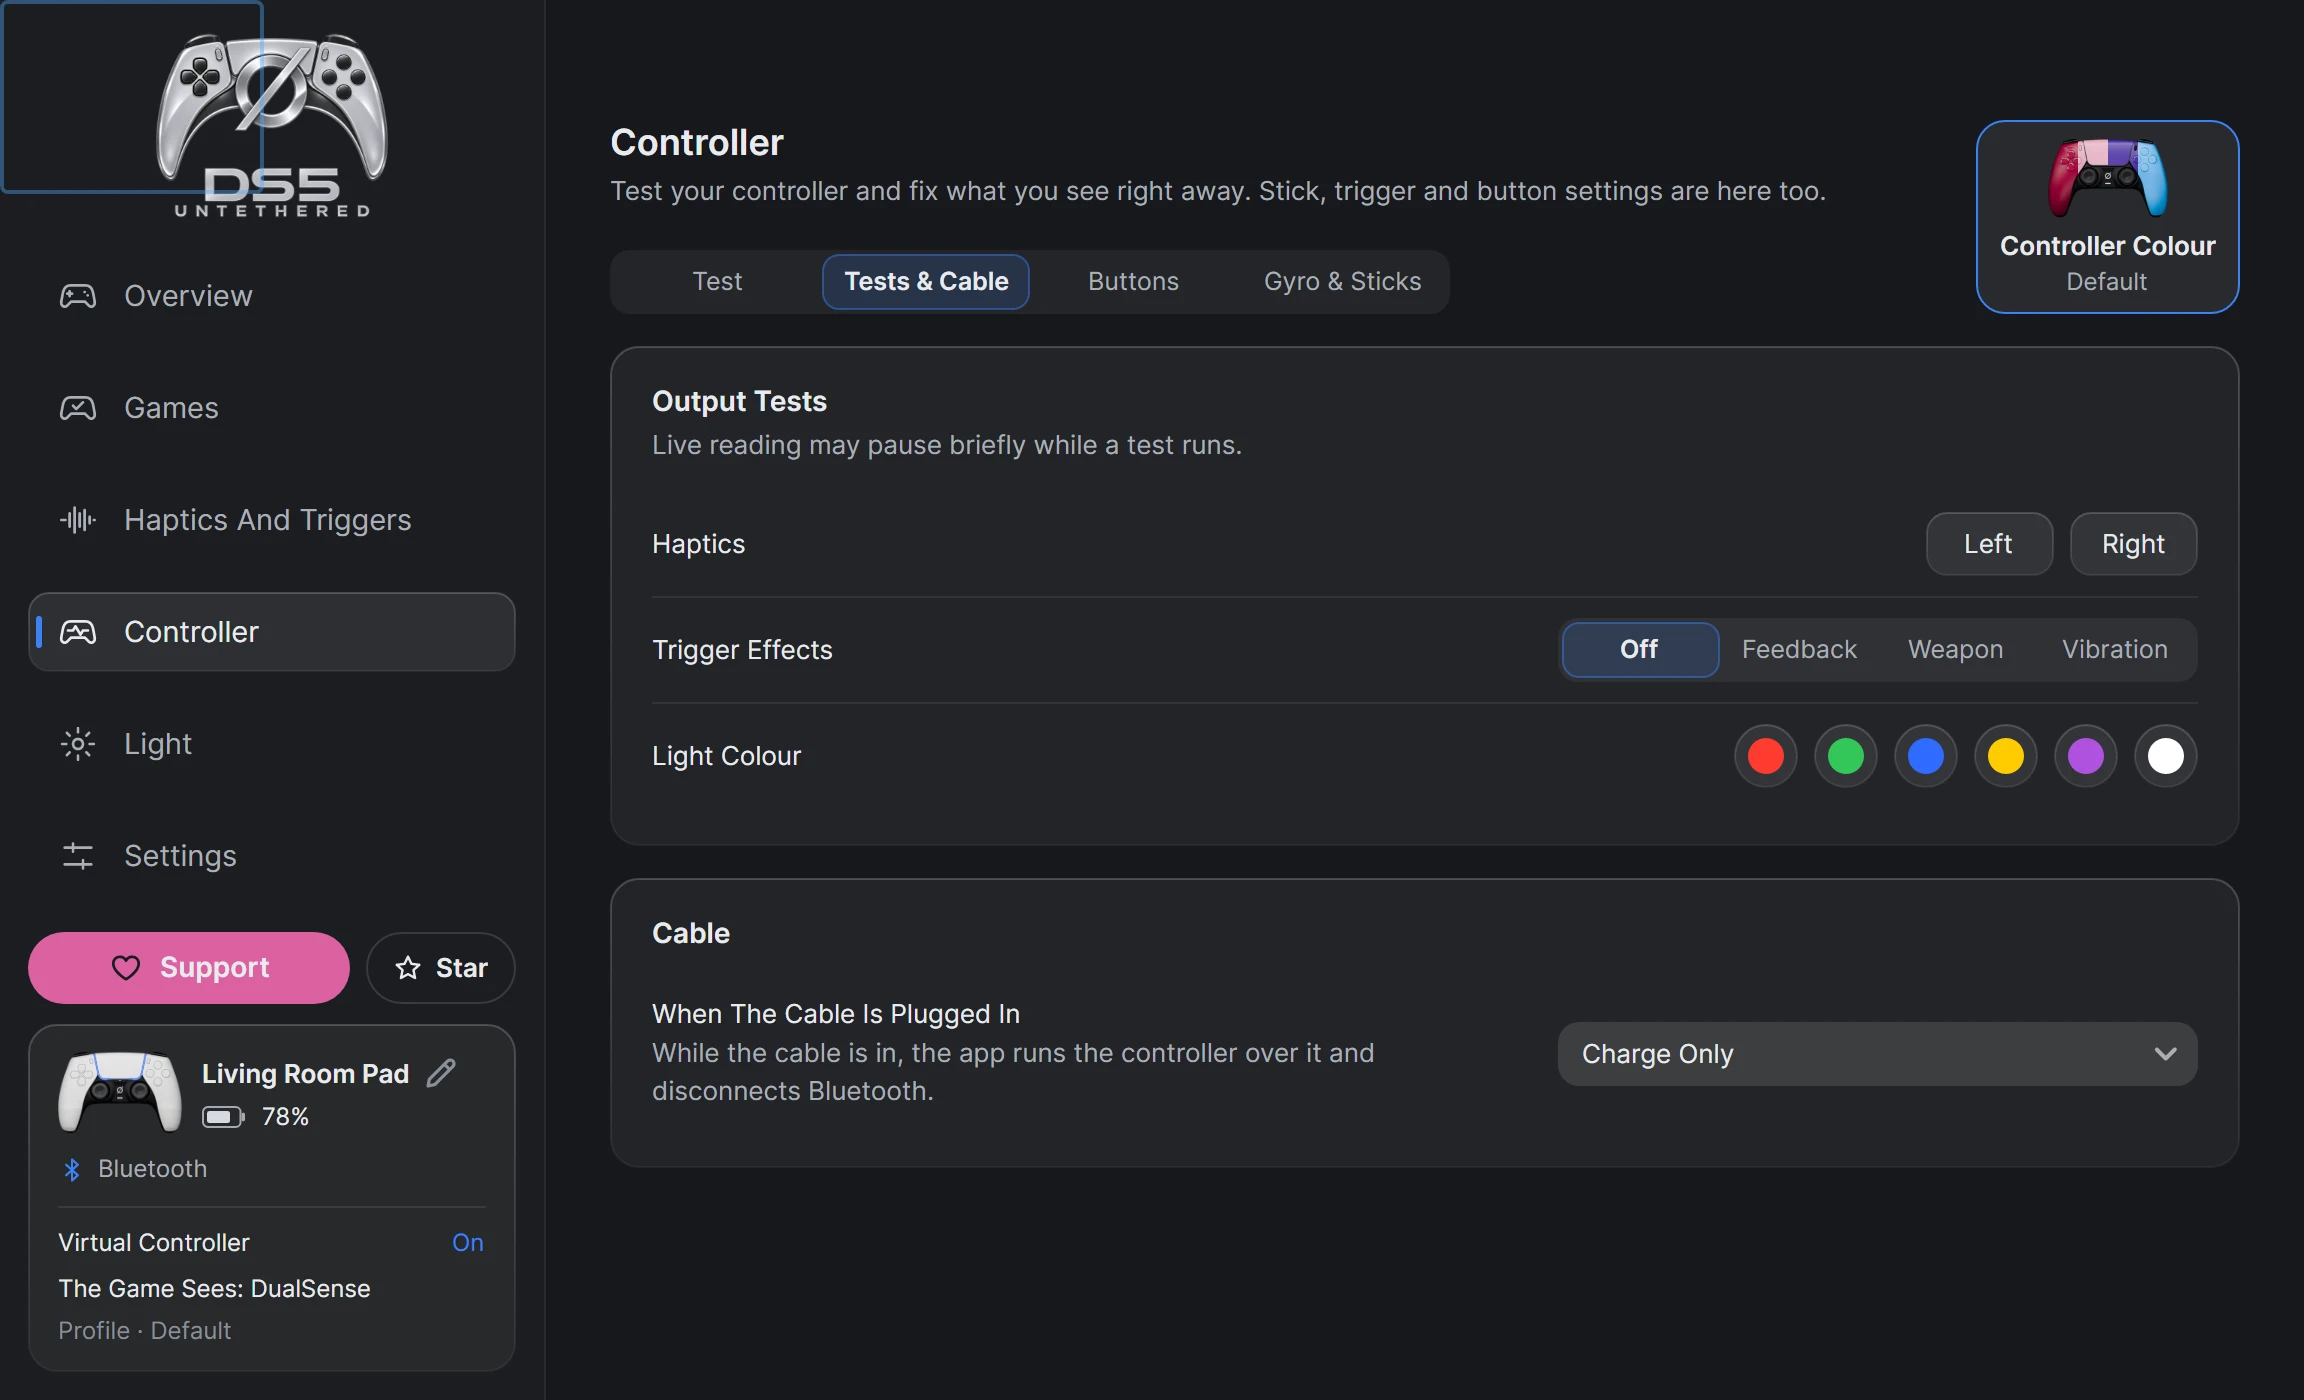 DS5
UNTETHERED
Overview
Games
Haptics And Triggers
Controller
Light
Settings
Support
Star
Living Room Pad
78%
Bluetooth
Virtual Controller On
The Game Sees: DualSense
Profile · Default
Controller
Test your controller and fix what you see right away. Stick, trigger and button settings are here too.
Controller Colour
Default
Test Tests & Cable Buttons Gyro & Sticks
Output Tests
Live reading may pause briefly while a test runs.
Haptics Left Right
Trigger Effects Off Feedback Weapon Vibration
Light Colour
Cable
When The Cable Is Plugged In
While the cable is in, the app runs the controller over it and
disconnects Bluetooth.
Charge Only